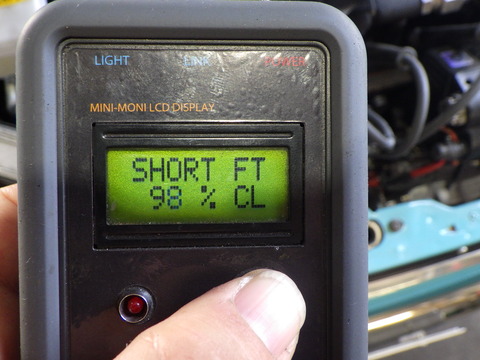 LIGHT LINK POWER
MINI-MONI LCD DISPLAY
SHORT FT
98 % CL